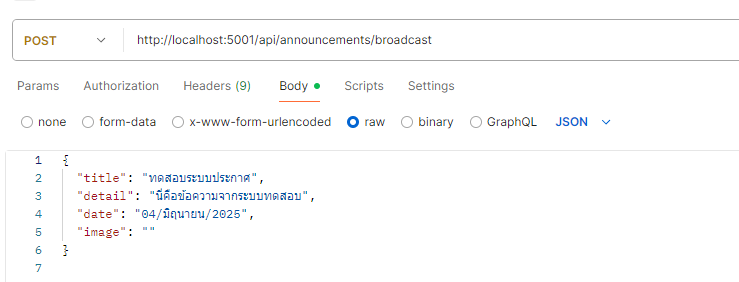 POST http://localhost:5001/api/announcements/broadcast
Params Authorization Headers (9) Body Scripts Settings
none form-data x-www-form-urlencoded raw binary GraphQL JSON
1 {
2 "title": "ทดสอบระบบประกาศ",
3 "detail": "นี่คือข้อความจากระบบทดสอบ",
4 "date": "04/มิถุนายน/2025",
5 "image": ""
6 }
7